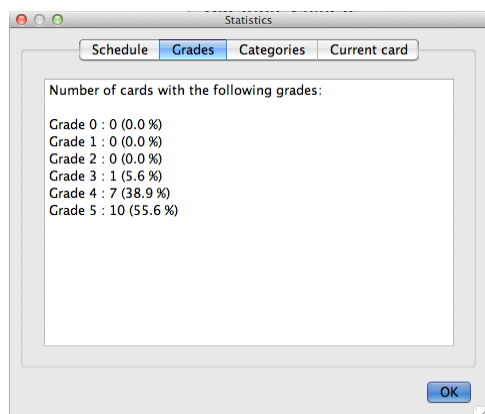 Statistics
Schedule Grades Categories Current card
Number of cards with the following grades:
Grade 0 : 0 (0.0 %)
Grade 1 : 0 (0.0 %)
Grade 2 : 0 (0.0 %)
Grade 3 : 1 (5.6 %)
Grade 4 : 7 (38.9 %)
Grade 5 : 10 (55.6 %)
OK